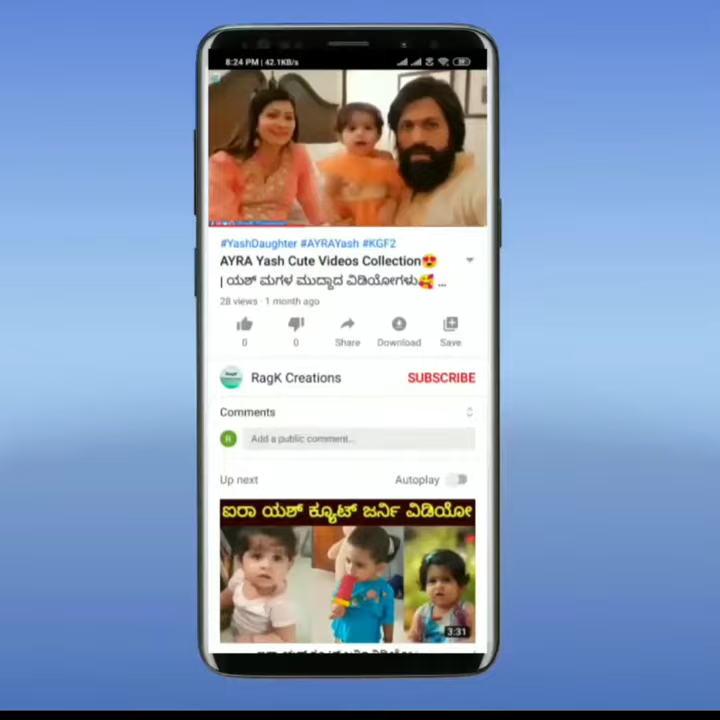 8:24 PM | 42.1KB/s
#YashDaughter #AYRAYash #KGF2
AYRA Yash Cute Videos Collection😍
| ಯಶ್ ಮಗಳ ಮುದ್ದಾದ ವಿಡಿಯೋಗಳು🥰 ...
28 views · 1 month ago
0
0
Share
Download
Save
RagK Creations
SUBSCRIBE
Comments
R
Add a public comment...
Up next
Autoplay
ಐರಾ ಯಶ್ ಕ್ಯೂಟ್ ಜರ್ನಿ ವಿಡಿಯೋ
3:31